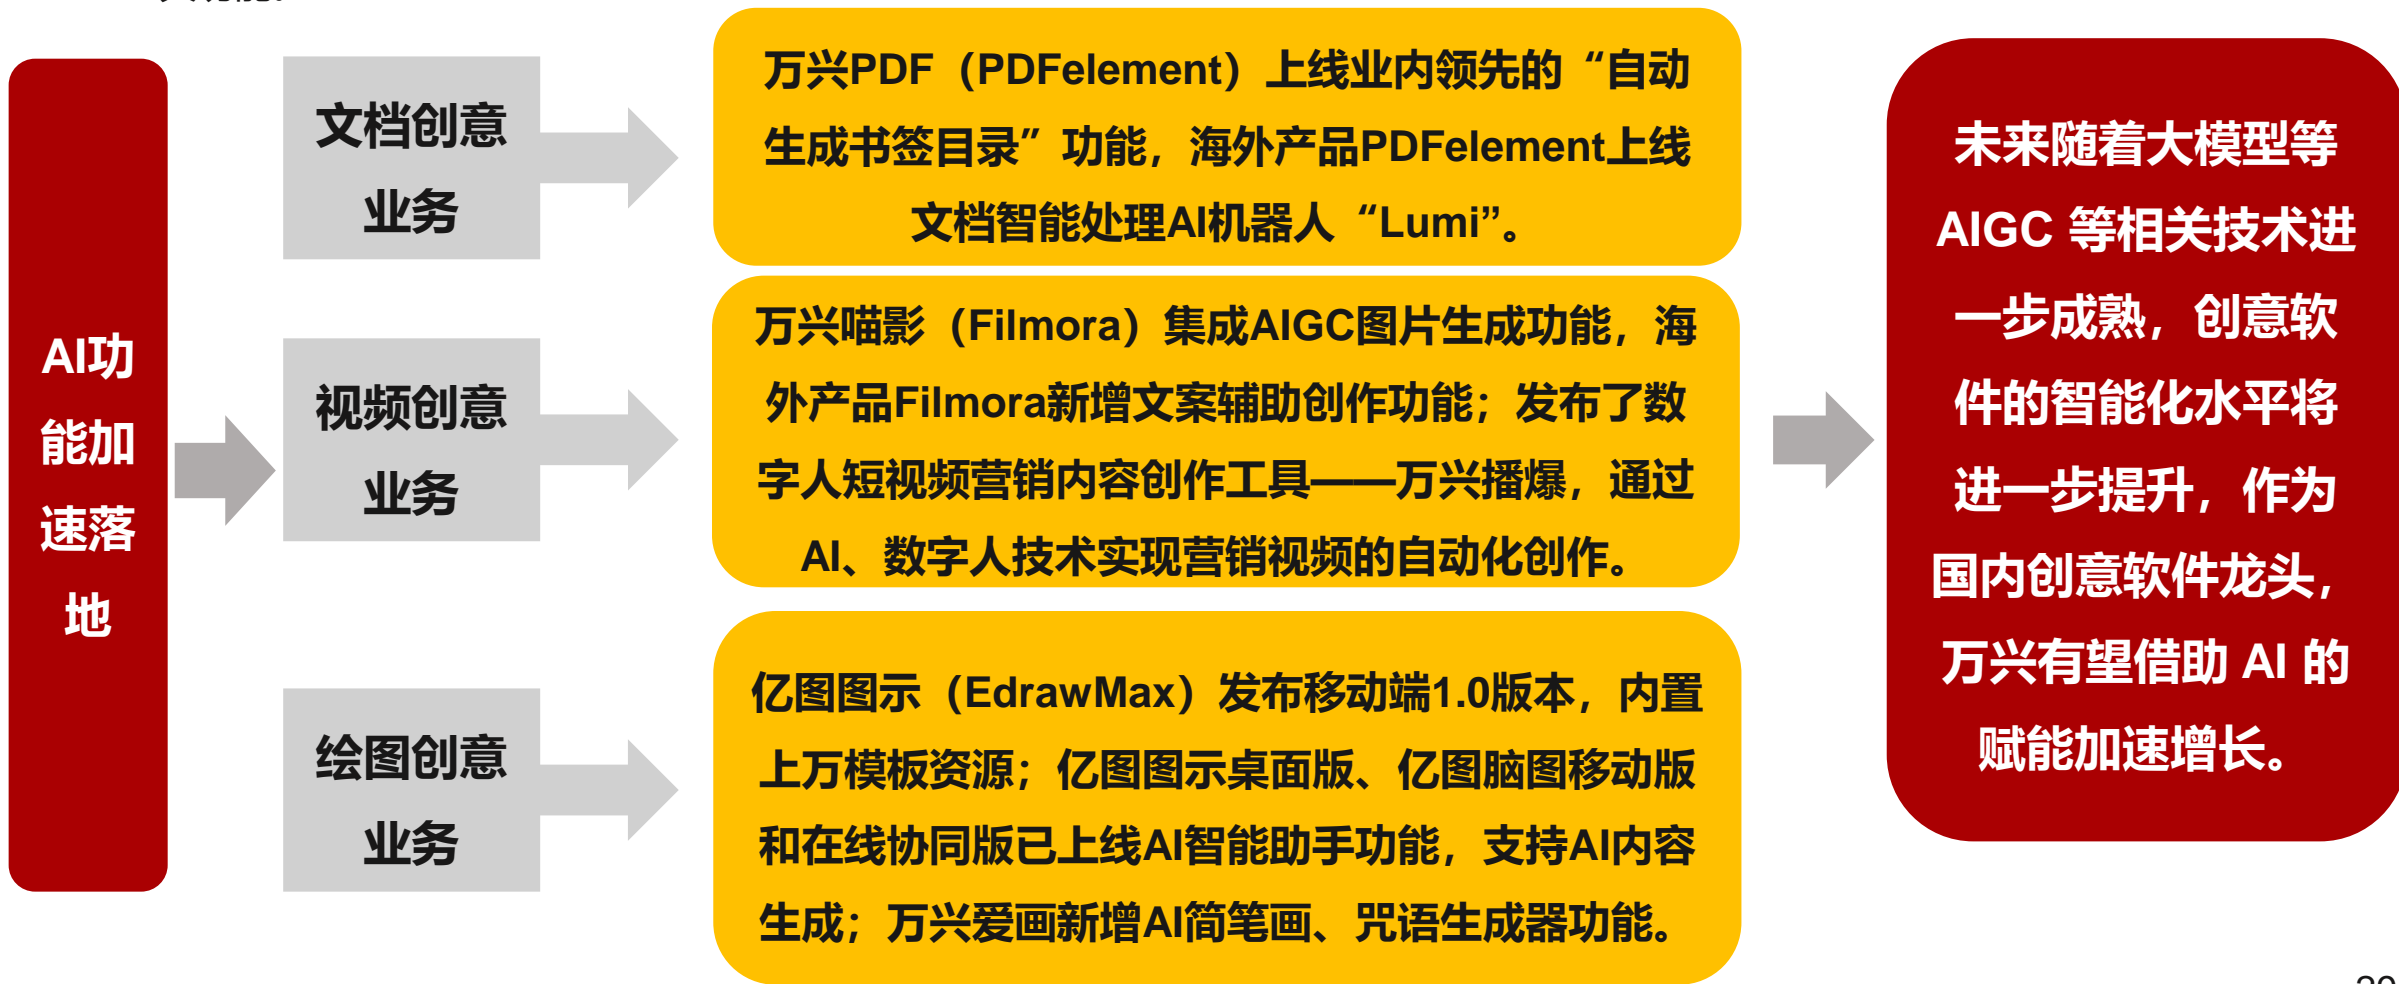 AI功
能加
速落
地
文档创意
业务
万兴PDF（PDFelement）上线业内领先的“自动
生成书签目录”功能，海外产品PDFelement上线
文档智能处理AI机器人“Lumi”。
视频创意
业务
万兴喵影（Filmora）集成AIGC图片生成功能，海
外产品Filmora新增文案辅助创作功能；发布了数
字人短视频营销内容创作工具——万兴播爆，通过
AI、数字人技术实现营销视频的自动化创作。
绘图创意
业务
亿图图示（EdrawMax）发布移动端1.0版本，内置
上万模板资源；亿图图示桌面版、亿图脑图移动版
和在线协同版已上线AI智能助手功能，支持AI内容
生成；万兴爱画新增AI简笔画、咒语生成器功能。
未来随着大模型等
AIGC 等相关技术进
一步成熟，创意软
件的智能化水平将
进一步提升，作为
国内创意软件龙头，
万兴有望借助 AI 的
赋能加速增长。